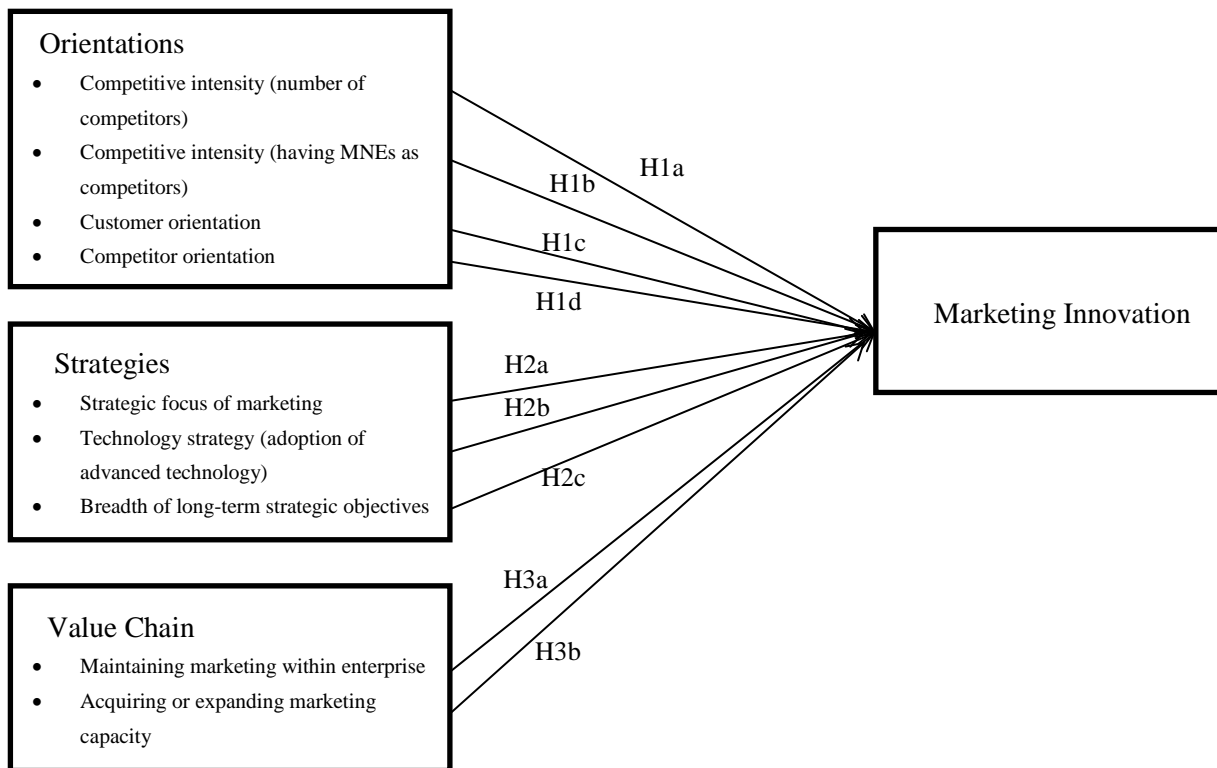 Orientations
• Competitive intensity (number of
competitors)
• Competitive intensity (having MNEs as
competitors)
• Customer orientation
• Competitor orientation
H1a
H1b
H1c
H1d
Marketing Innovation
Strategies
• Strategic focus of marketing
• Technology strategy (adoption of
advanced technology)
• Breadth of long-term strategic objectives
H2a
H2b
H2c
Value Chain
• Maintaining marketing within enterprise
• Acquiring or expanding marketing
capacity
H3a
H3b